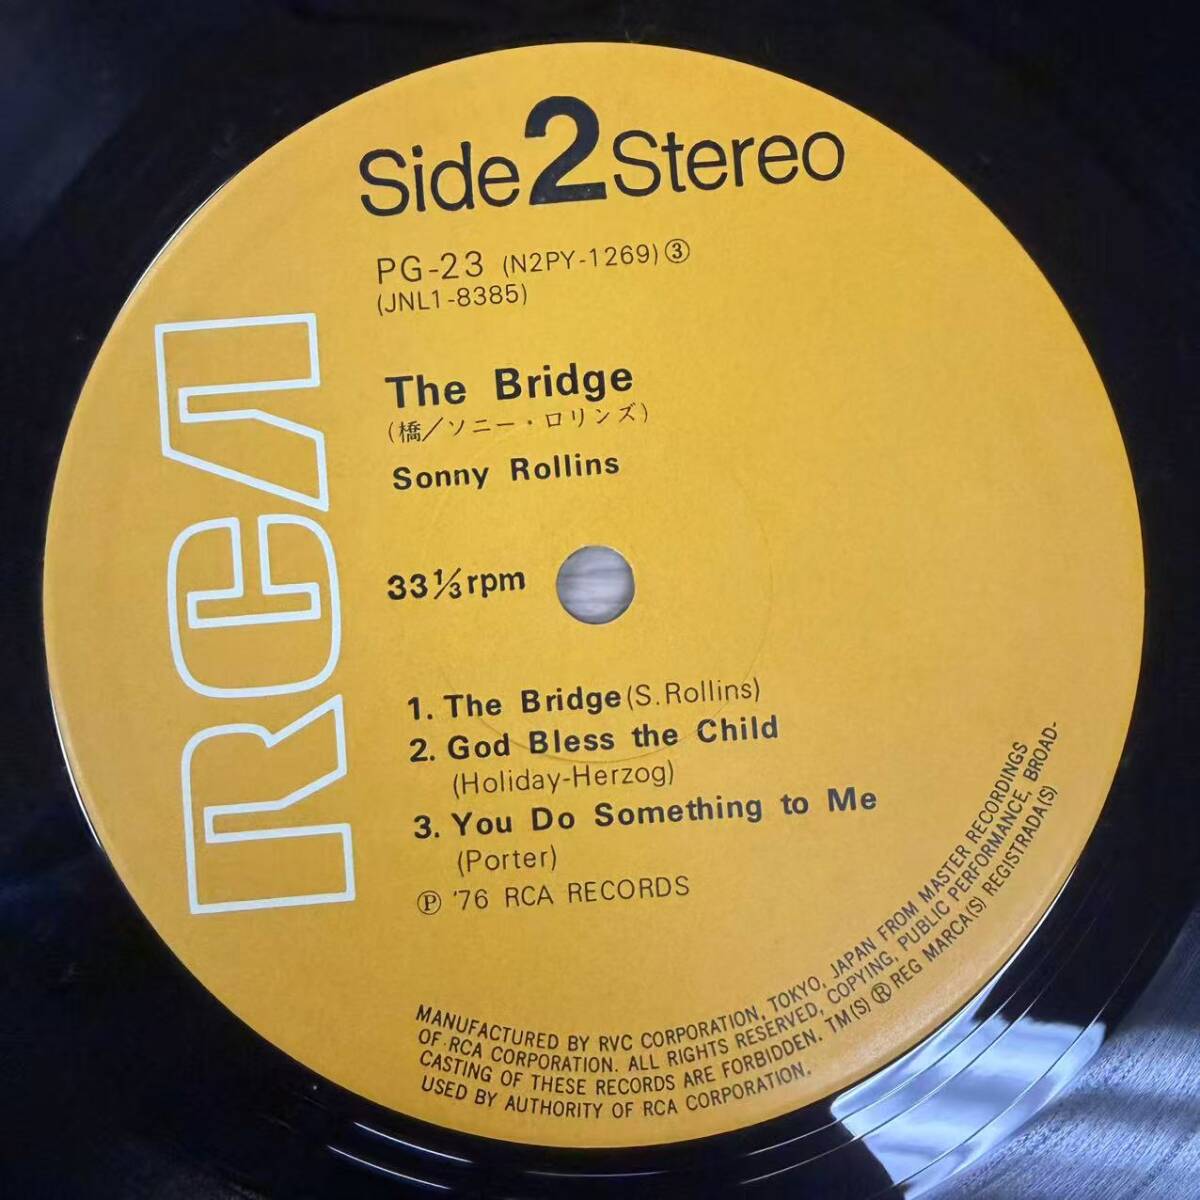 Side 2 Stereo
PG-23 (N2PY-1269) ③
(JNL1-8385)
The Bridge
(橋/ソニー・ロリンズ)
Sonny Rollins
33 1/3 rpm
1. The Bridge (S. Rollins)
2. God Bless the Child
(Holiday-Herzog)
3. You Do Something to Me
(Porter)
Ⓟ '76 RCA RECORDS
RCA
MANUFACTURED BY RVC CORPORATION, TOKYO, JAPAN FROM MASTER RECORDINGS
OF RCA CORPORATION. ALL RIGHTS RESERVED, COPYING, PUBLIC PERFORMANCE, BROAD-
CASTING OF THESE RECORDS ARE FORBIDDEN. TM(S) ® REG MARCA(S) REGISTRADA(S)
USED BY AUTHORITY OF RCA CORPORATION.